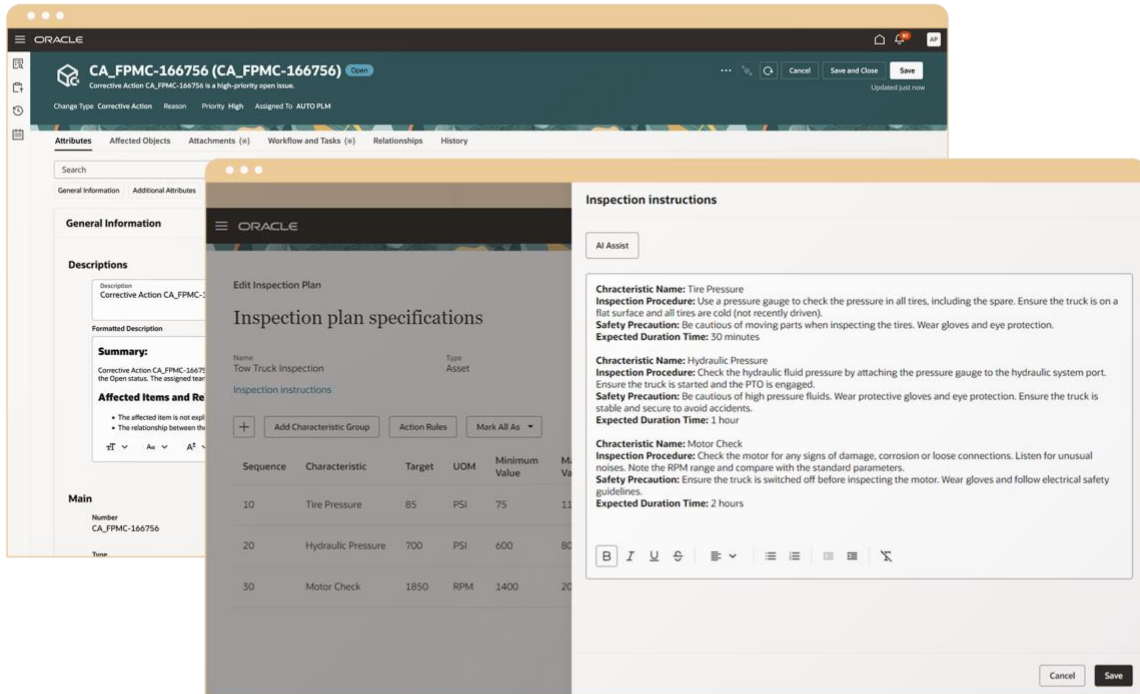 ORACLE
81
AP
CA_FPMC-166756 (CA_FPMC-166756) Open
Corrective Action CA_FPMC-166756 is a high-priority open issue.
Cancel
Save and Close
Save
Updated just now
Change Type Corrective Action Reason Priority High Assigned To AUTO PLM
Attributes Affected Objects Attachments (*) Workflow and Tasks (*) Relationships History
Search
General Information Additional Attributes
General Information
Descriptions
Description
Corrective Action CA_FPMC-
Formatted Description
Summary:
Corrective Action CA_FPMC-1667
the Open status. The assigned
Affected Items and Re
The affected item is not
The relationship between
Main
Number
CA_FPMC-166756
Type
ORACLE
Edit Inspection Plan
Inspection plan specifications
Name
Type
Tow Truck Inspection
Asset
Inspection instructions
+ Add Characteristic Group Action Rules Mark All As
Sequence Characteristic Target UOM Minimum Value
10 Tire Pressure 85 PSI 75 11
20 Hydraulic Pressure 700 PSI 600 80
30 Motor Check 1850 RPM 1400 20
Inspection instructions
AI Assist
Chracteristic Name: Tire Pressure
Inspection Procedure: Use a pressure gauge to check the pressure in all tires, including the spare. Ensure the truck is on a
flat surface and all tires are cold (not recently driven).
Safety Precaution: Be cautious of moving parts when inspecting the tires. Wear gloves and eye protection.
Expected Duration Time: 30 minutes
Chracteristic Name: Hydraulic Pressure
Inspection Procedure: Check the hydraulic fluid pressure by attaching the pressure gauge to the hydraulic system port.
Ensure the truck is started and the PTO is engaged.
Safety Precaution: Be cautious of high pressure fluids. Wear protective gloves and eye protection. Ensure the truck is
stable and secure to avoid accidents.
Expected Duration Time: 1 hour
Chracteristic Name: Motor Check
Inspection Procedure: Check the motor for any signs of damage, corrosion or loose connections. Listen for unusual
noises. Note the RPM range and compare with the standard parameters.
Safety Precaution: Ensure the truck is switched off before inspecting the motor. Wear gloves and follow electrical safety
guidelines.
Expected Duration Time: 2 hours
B I U S
Cancel
Save